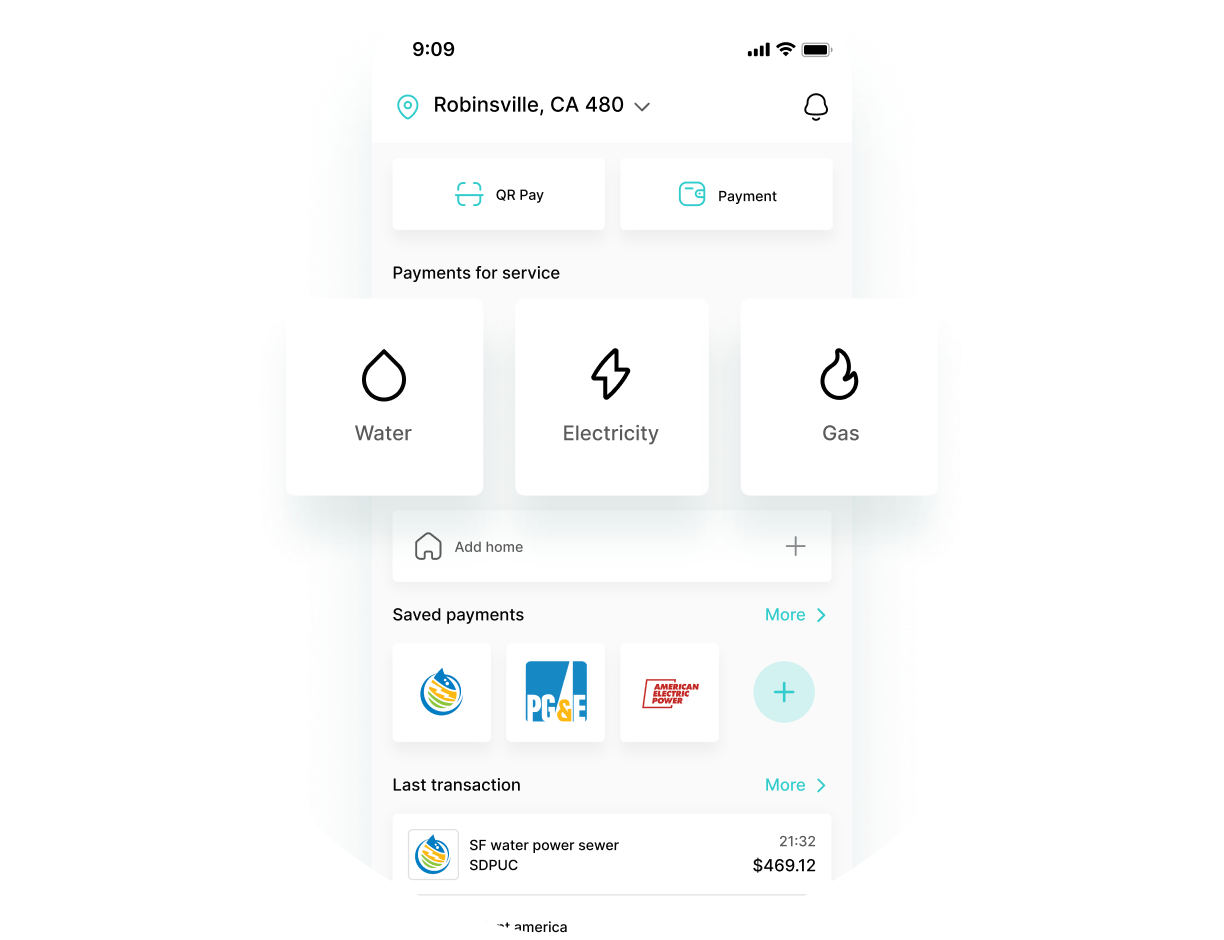 9:09
Robinsville, CA 480
QR Pay
Payment
Payments for service
Water
Electricity
Gas
Add home
Saved payments
More
PG&E
AMERICAN
ELECTRIC
POWER
Last transaction
More
SF water power sewer
21:32
SDPUC
$469.12
america